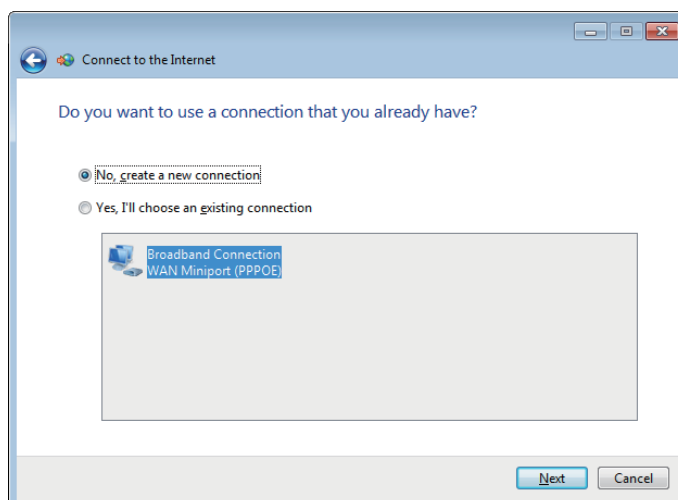 Connect to the Internet
Do you want to use a connection that you already have?
No, create a new connection
Yes, I'll choose an existing connection
Broadband Connection
WAN Miniport (PPPOE)
Next
Cancel